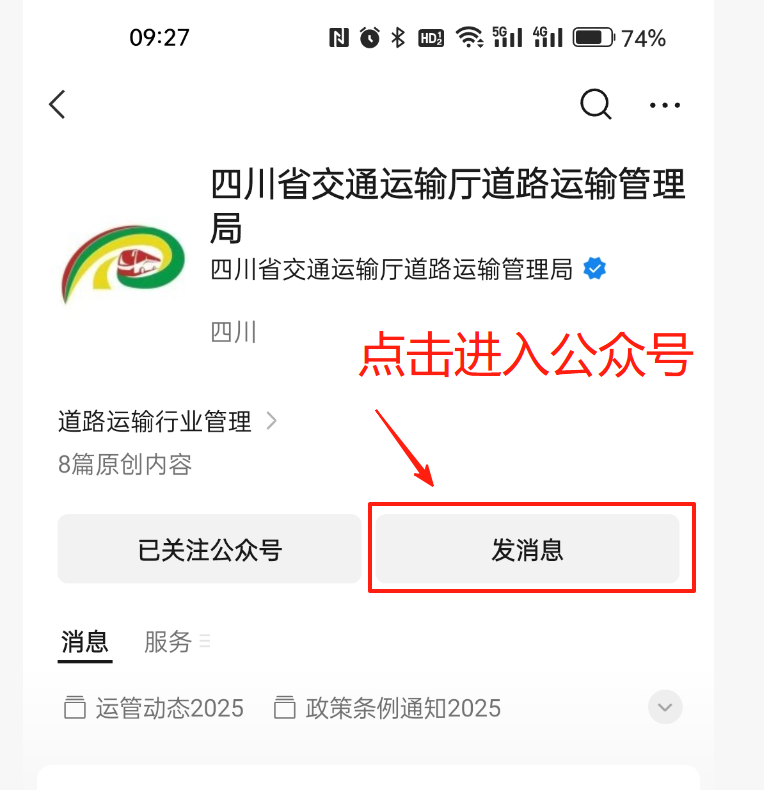 09:27
HD 2 5G 4G 74%
四川省交通运输厅道路运输管理
局
四川省交通运输厅道路运输管理局
四川
点击进入公众号
道路运输行业管理
8篇原创内容
已关注公众号 发消息
消息 服务
运管动态2025 政策条例通知2025